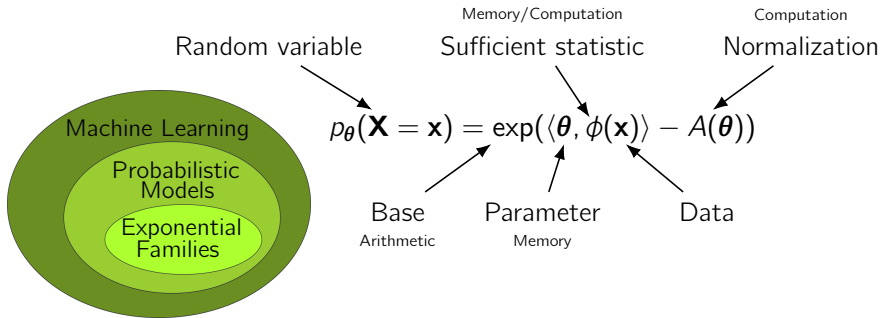 Memory/Computation
Computation
Random variable
Sufficient statistic
Normalization
Machine Learning
Probabilistic
Models
Exponential
Families
p_θ(X = x) = exp(⟨θ, ϕ(x)⟩ − A(θ))
Base
Arithmetic
Parameter
Memory
Data